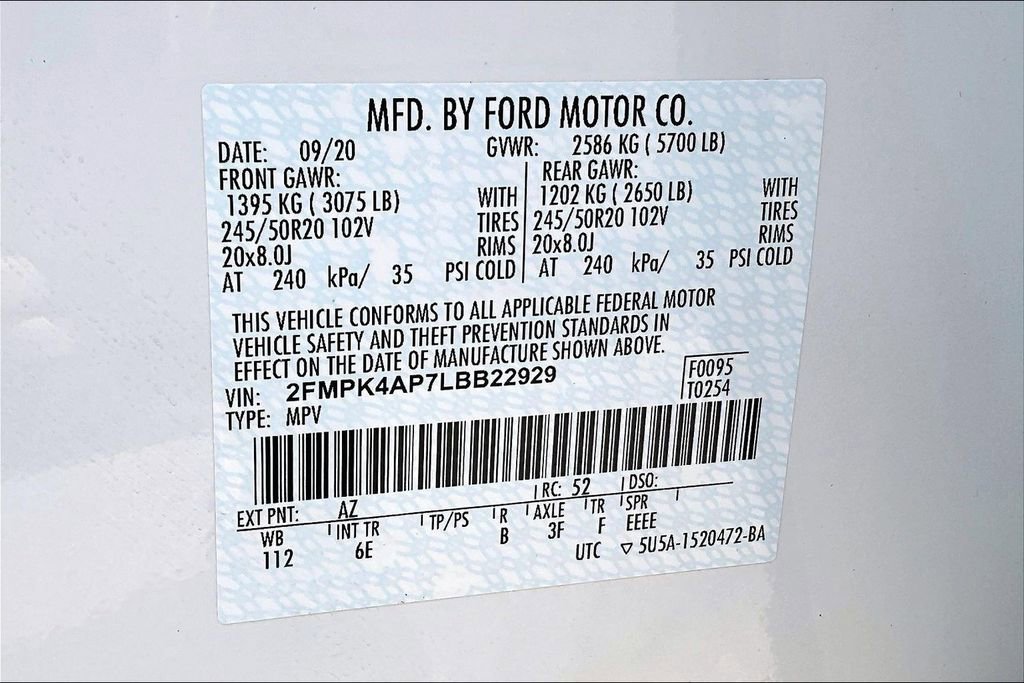 MFD. BY FORD MOTOR CO.
DATE: 09/20 GVWR: 2586 KG ( 5700 LB)
FRONT GAWR: REAR GAWR:
1395 KG ( 3075 LB) WITH 1202 KG ( 2650 LB) WITH
245/50R20 102V TIRES 245/50R20 102V TIRES
20x8.0J RIMS 20x8.0J RIMS
AT 240 kPa/ 35 PSI COLD AT 240 kPa/ 35 PSI COLD
THIS VEHICLE CONFORMS TO ALL APPLICABLE FEDERAL MOTOR
VEHICLE SAFETY AND THEFT PREVENTION STANDARDS IN
EFFECT ON THE DATE OF MANUFACTURE SHOWN ABOVE.
VIN: 2FMPK4AP7LBB22929 F0095
TYPE: MPV T0254
EXT PNT: AZ RC: 52 DSO:
WB INT TR TP/PS R AXLE TR SPR
112 6E B 3F F EEEE
UTC ▽ 5U5A-1520472-BA